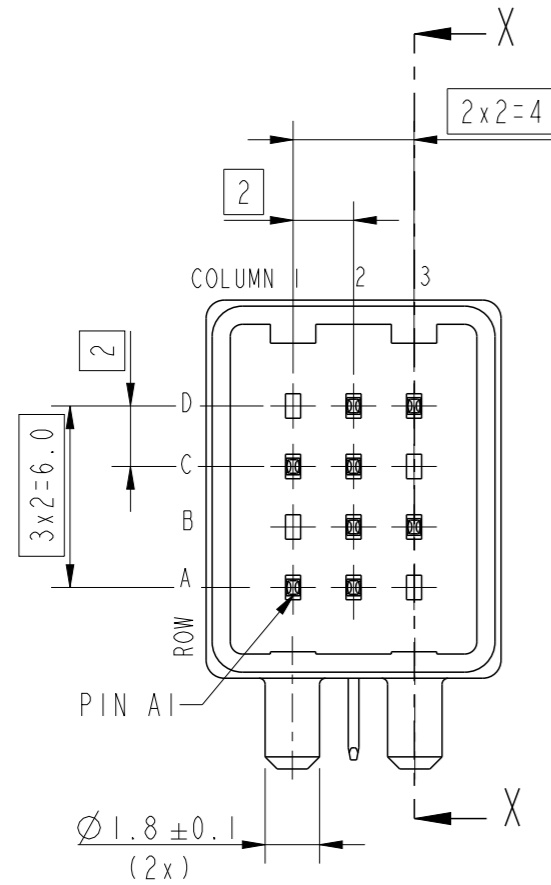 X
2x2=4
2
COLUMN 1 2 3
2
3x2=6.0
D
C
B
A
ROW
PIN A1
Ø1.8 ±0.1
(2x)
X